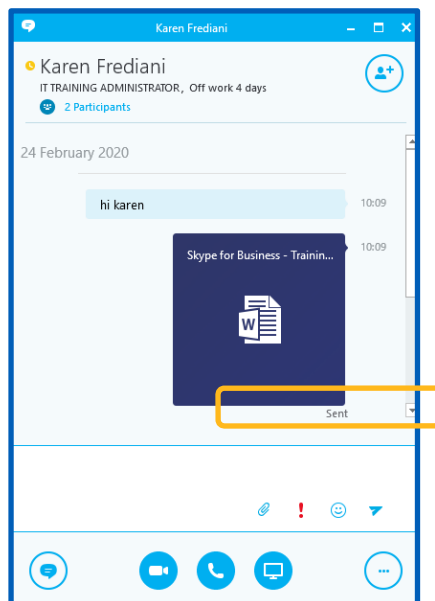 Karen Frediani
Karen Frediani
IT TRAINING ADMINISTRATOR, Off work 4 days
2 Participants
24 February 2020
hi karen 10:09
Skype for Business - Trainin... 10:09
W
Sent